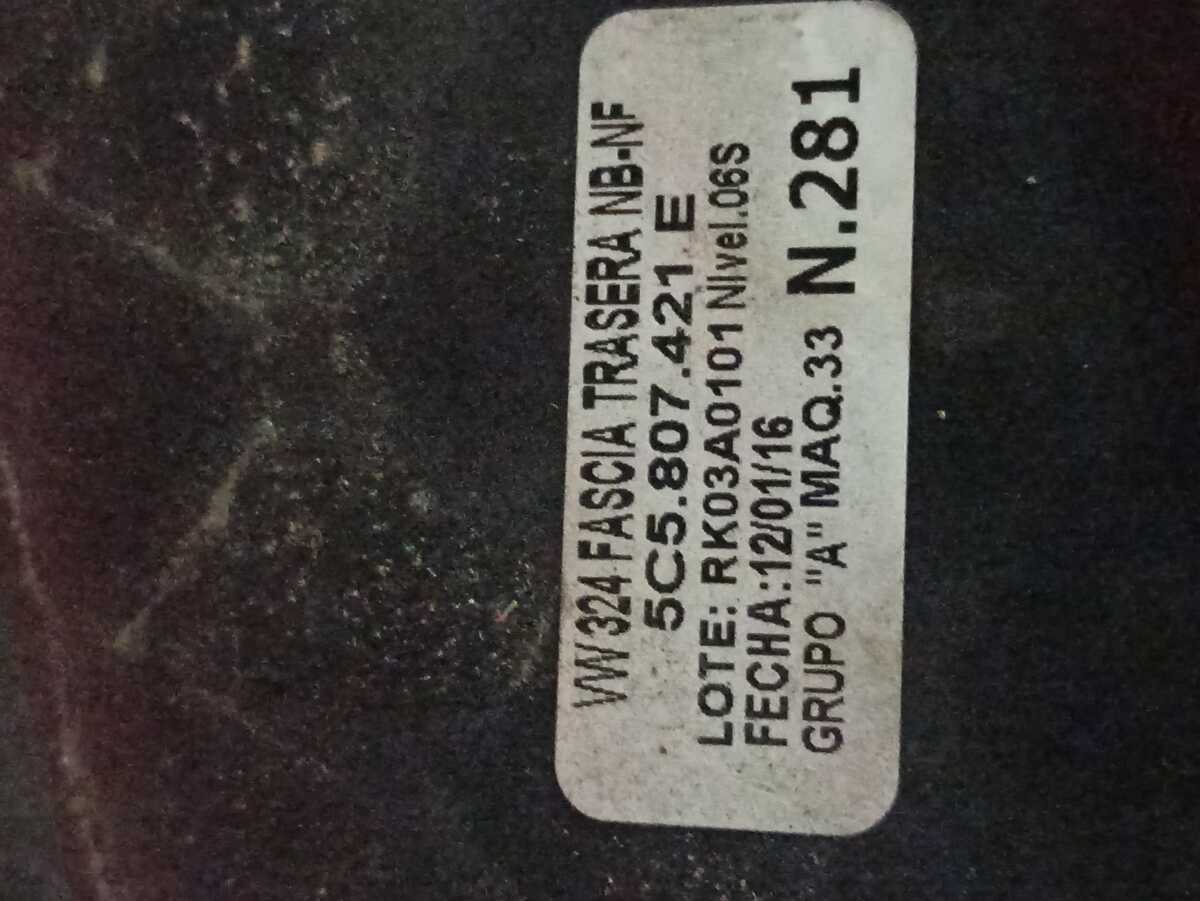 VW 324 FASCIA TRASERA NB-NF
5C5.807.421.E
LOTE: RK03A0101 Nivel.06S
FECHA:12/01/16
GRUPO "A" MAQ.33 N.281